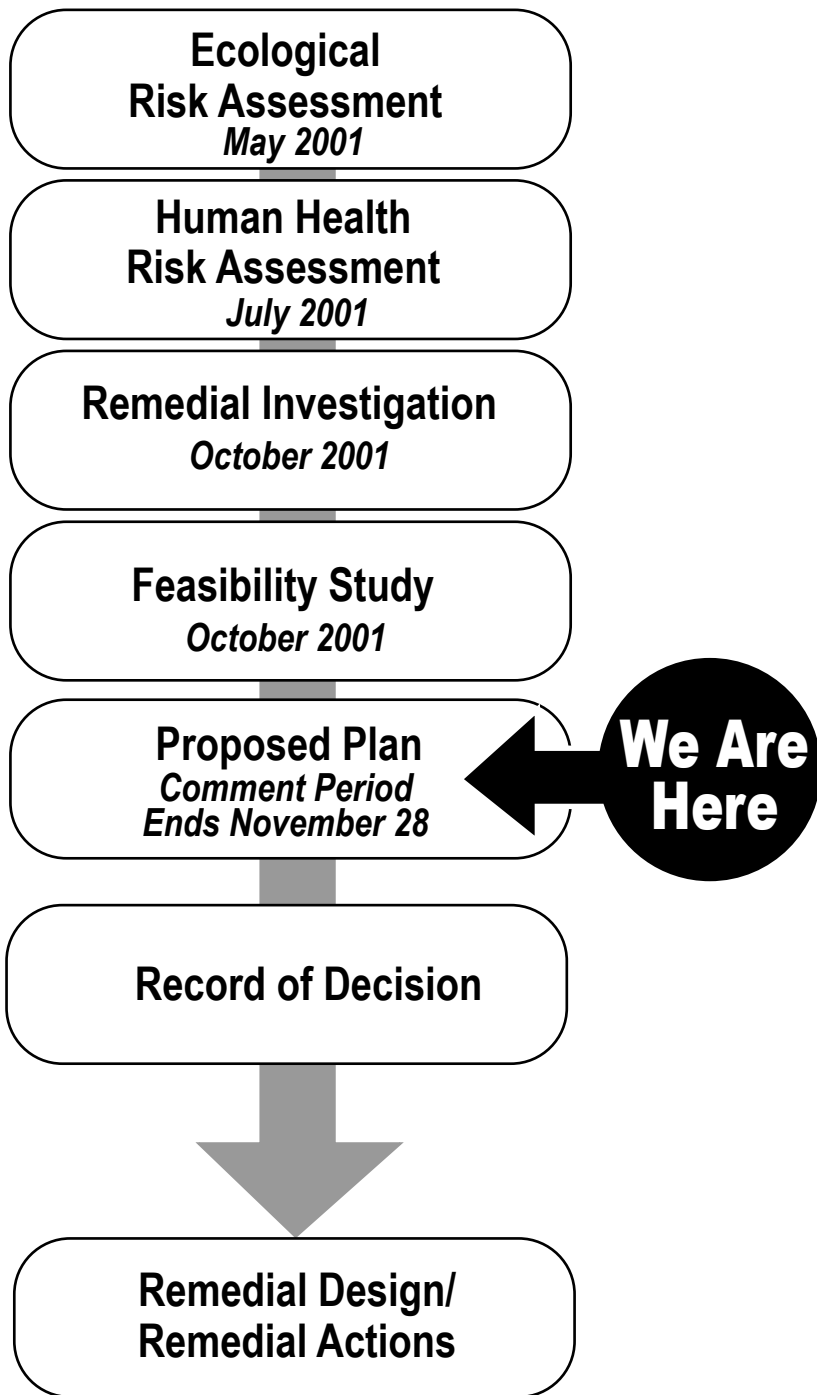 Ecological
Risk Assessment
May 2001
Human Health
Risk Assessment
July 2001
Remedial Investigation
October 2001
Feasibility Study
October 2001
Proposed Plan
Comment Period
Ends November 28
We Are
Here
Record of Decision
Remedial Design/
Remedial Actions